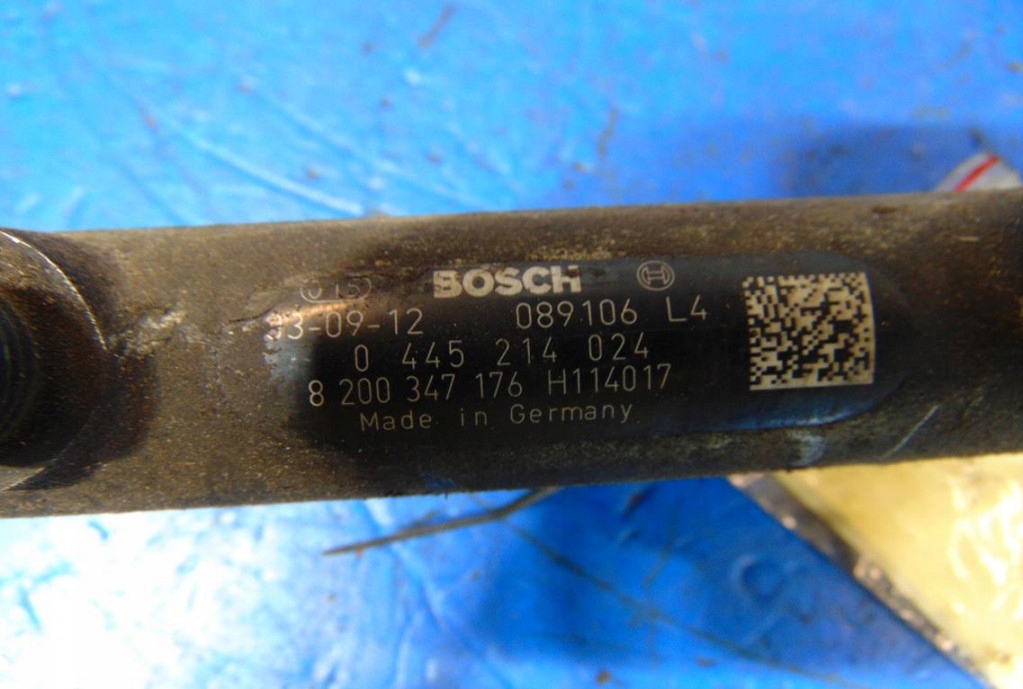 BOSCH
3-09-12 089106 L4
0 445 214 024
8 200 347 176 H114017
Made in Germany